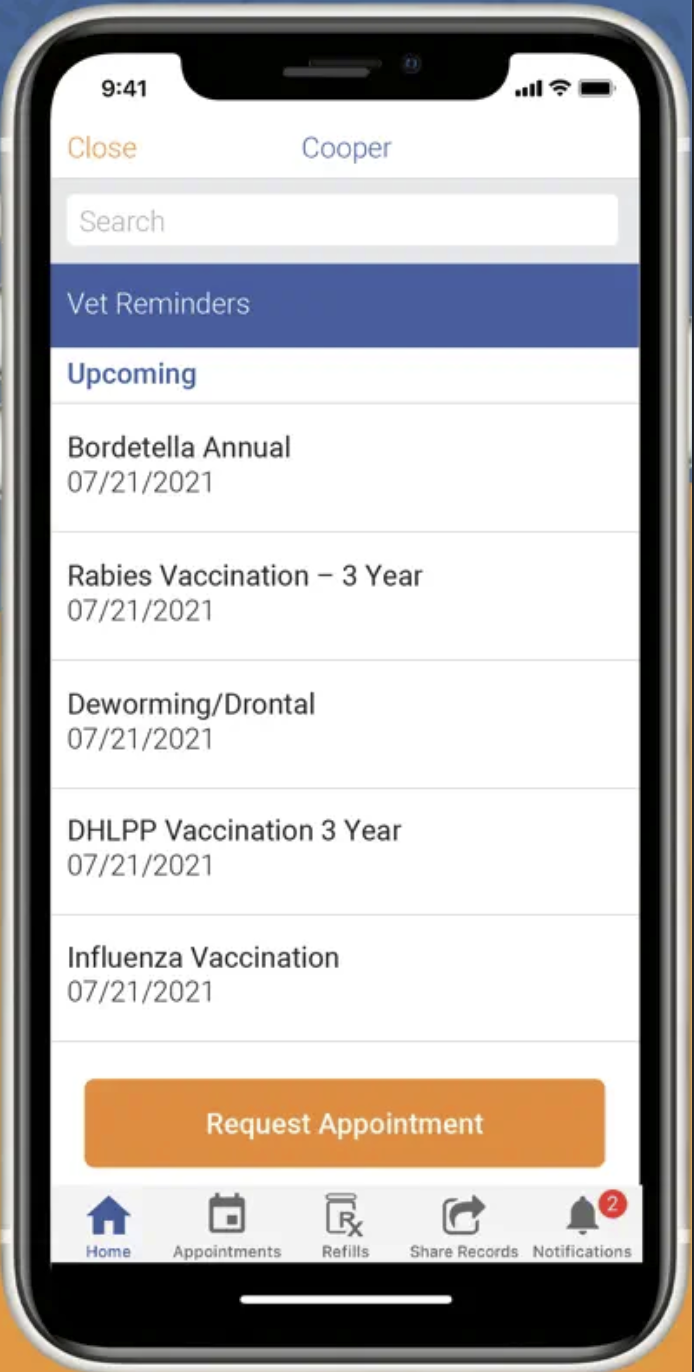 9:41
Close Cooper
Search
Vet Reminders
Upcoming
Bordetella Annual
07/21/2021
Rabies Vaccination – 3 Year
07/21/2021
Deworming/Drontal
07/21/2021
DHLPP Vaccination 3 Year
07/21/2021
Influenza Vaccination
07/21/2021
Request Appointment
2
Rx
Home Appointments Refills Share Records Notifications